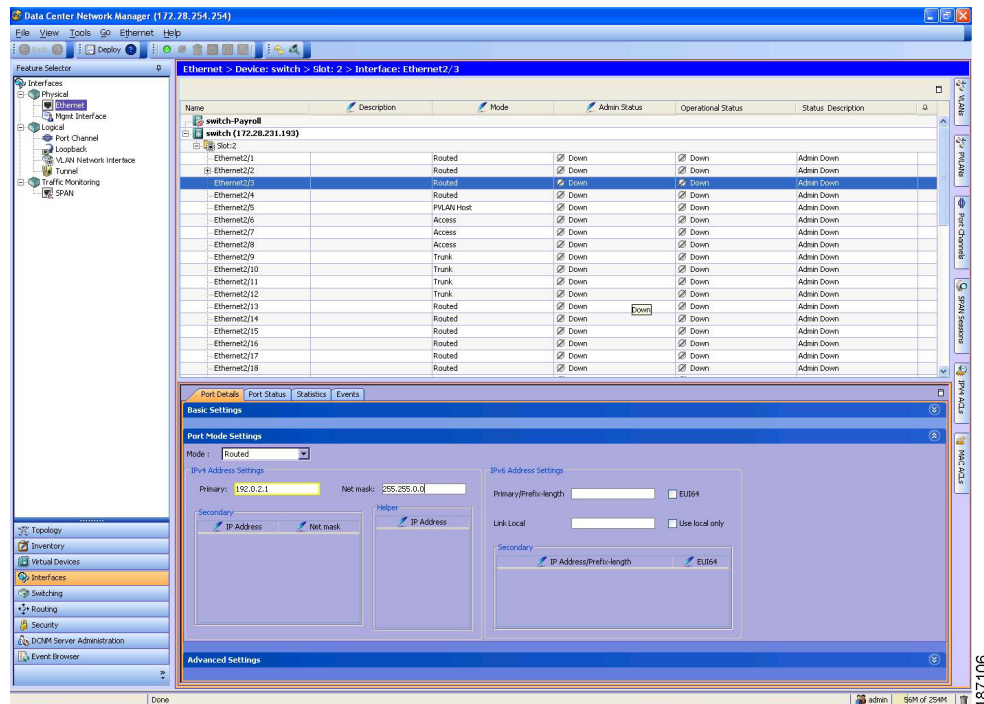 Data Center Network Manager (172.28.254.254)
File View Tools Go Ethernet Help
Deploy
Feature Selector
Ethernet > Device: switch > Slot: 2 > Interface: Ethernet2/3
Interfaces
Physical
Ethernet
Mgmt Interface
Logical
Port Channel
Loopback
VLAN Network Interface
Tunnel
Traffic Monitoring
SPAN
Name Description Mode Admin Status Operational Status Status Description
switch-Payroll
switch (172.28.231.193)
Slot:2
Ethernet2/1 Routed Down Down Admin Down
Ethernet2/2 Routed Down Down Admin Down
Ethernet2/3 Routed Down Down Admin Down
Ethernet2/4 Routed Down Down Admin Down
Ethernet2/5 PVLAN Host Down Down Admin Down
Ethernet2/6 Access Down Down Admin Down
Ethernet2/7 Access Down Down Admin Down
Ethernet2/8 Access Down Down Admin Down
Ethernet2/9 Trunk Down Down Admin Down
Ethernet2/10 Trunk Down Down Admin Down
Ethernet2/11 Trunk Down Down Admin Down
Ethernet2/12 Trunk Down Down Admin Down
Ethernet2/13 Routed Down Down Admin Down
Down
Ethernet2/14 Routed Down Down Admin Down
Ethernet2/15 Routed Down Down Admin Down
Ethernet2/16 Routed Down Down Admin Down
Ethernet2/17 Routed Down Down Admin Down
Ethernet2/18 Routed Down Down Admin Down
VLANs
PVLANs
Port Channels
SPAN Sessions
IPV4 ACLs
MAC ACLs
Port Details Port Status Statistics Events
Basic Settings
Port Mode Settings
Mode : Routed
IPv4 Address Settings
Primary: 192.0.2.1 Net mask: 255.255.0.0
Secondary
IP Address Net mask
Helper
IP Address
IPv6 Address Settings
Primary/Prefix-length EUI64
Link Local Use local only
Secondary
IP Address/Prefix-length EUI64
Advanced Settings
Topology
Inventory
Virtual Devices
Interfaces
Switching
Routing
Security
DCNM Server Administration
Event Browser
Done
admin 56M of 254M
187106